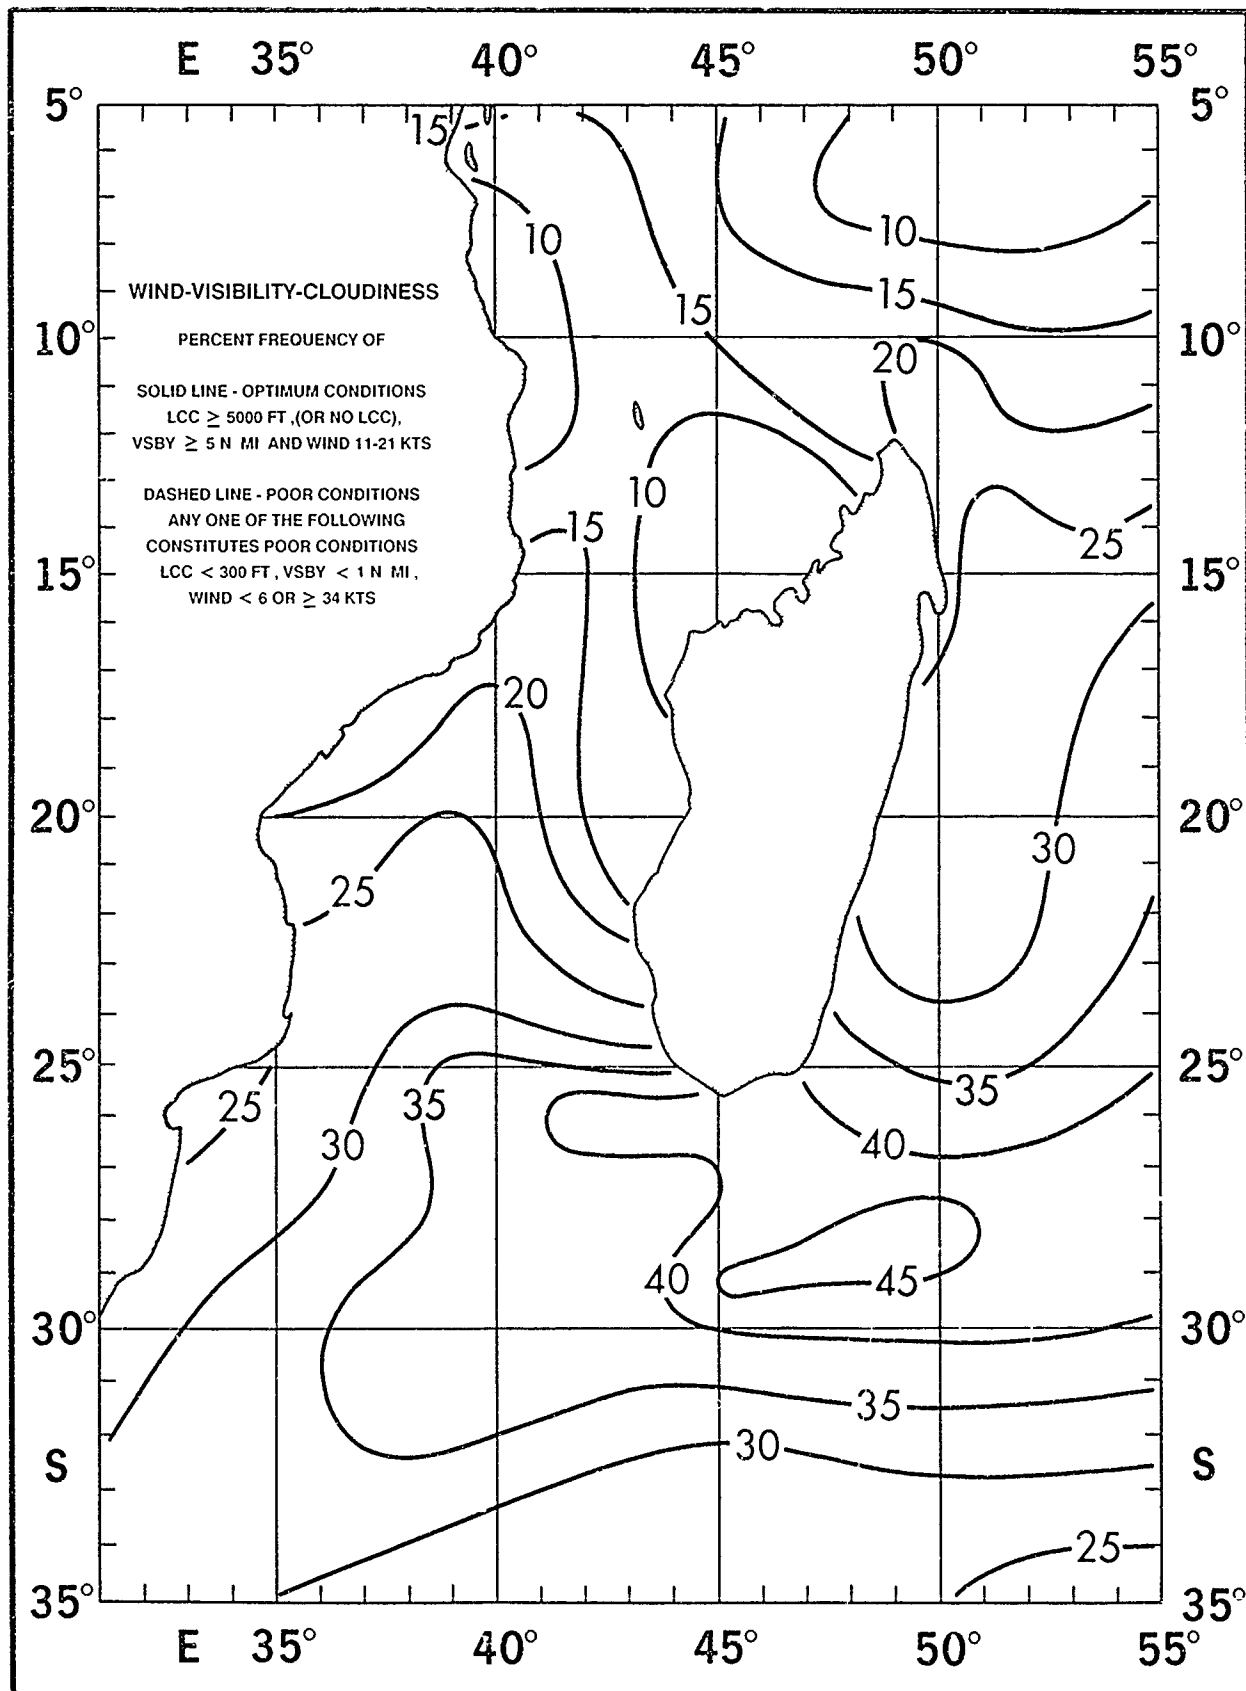 E 35° 40° 45° 50° 55°
5° 5°
15
10 10
WIND-VISIBILITY-CLOUDINESS
15 15
PERCENT FREQUENCY OF
10° 10°
20
SOLID LINE - OPTIMUM CONDITIONS
LCC ≥ 5000 FT ,(OR NO LCC),
VSBY ≥ 5 N MI AND WIND 11-21 KTS
DASHED LINE - POOR CONDITIONS
10
ANY ONE OF THE FOLLOWING
15
CONSTITUTES POOR CONDITIONS
25
LCC < 300 FT , VSBY < 1 N MI ,
15° 15°
WIND < 6 OR ≥ 34 KTS
20
20° 20°
30
25
25° 25°
35
25 35
30 40
40 45
30° 30°
35
30
S S
25
35° 35°
E 35° 40° 45° 50° 55°